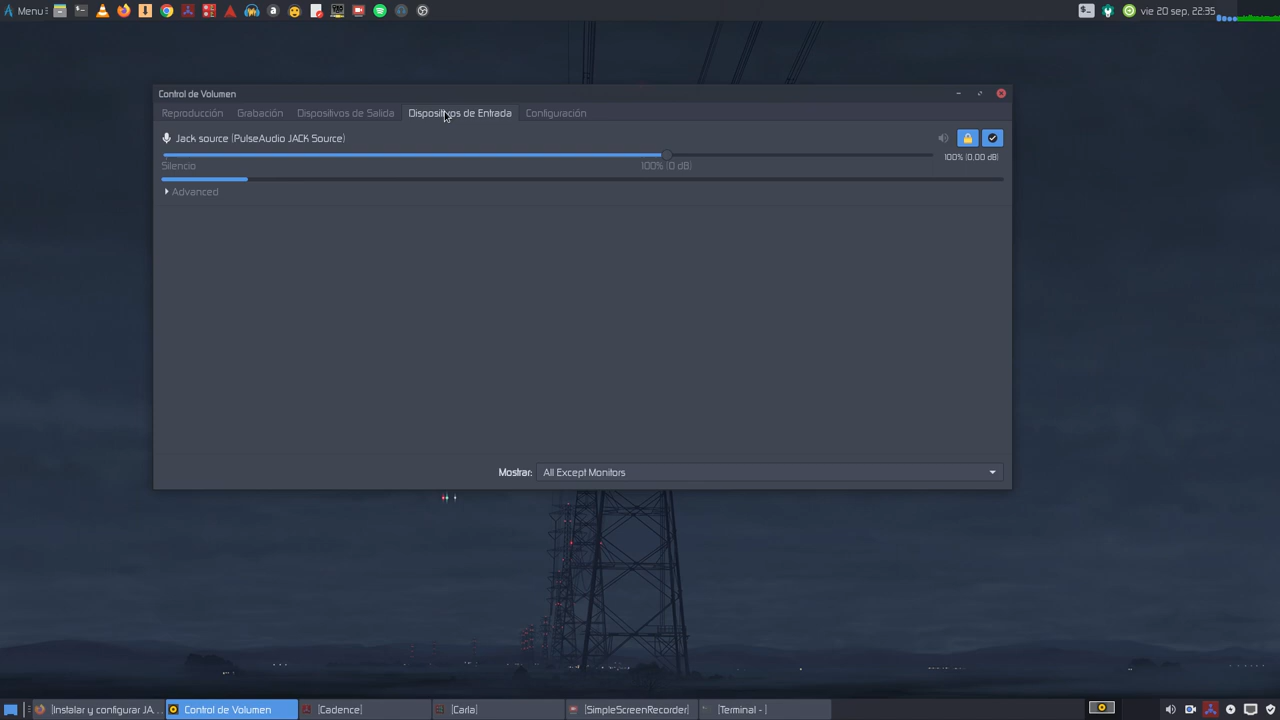 Menu
$_
vie 20 sep, 22:35
Control de Volumen
Reproducción
Grabación
Dispositivos de Salida
Dispositivos de Entrada
Configuración
Jack source (PulseAudio JACK Source)
Silencio
100% (0 dB)
100% (0,00 dB)
Advanced
Mostrar:
All Except Monitors
[Instalar y configurar JA...
Control de Volumen
[Cadence]
[Carla]
[SimpleScreenRecorder]
[Terminal - ]